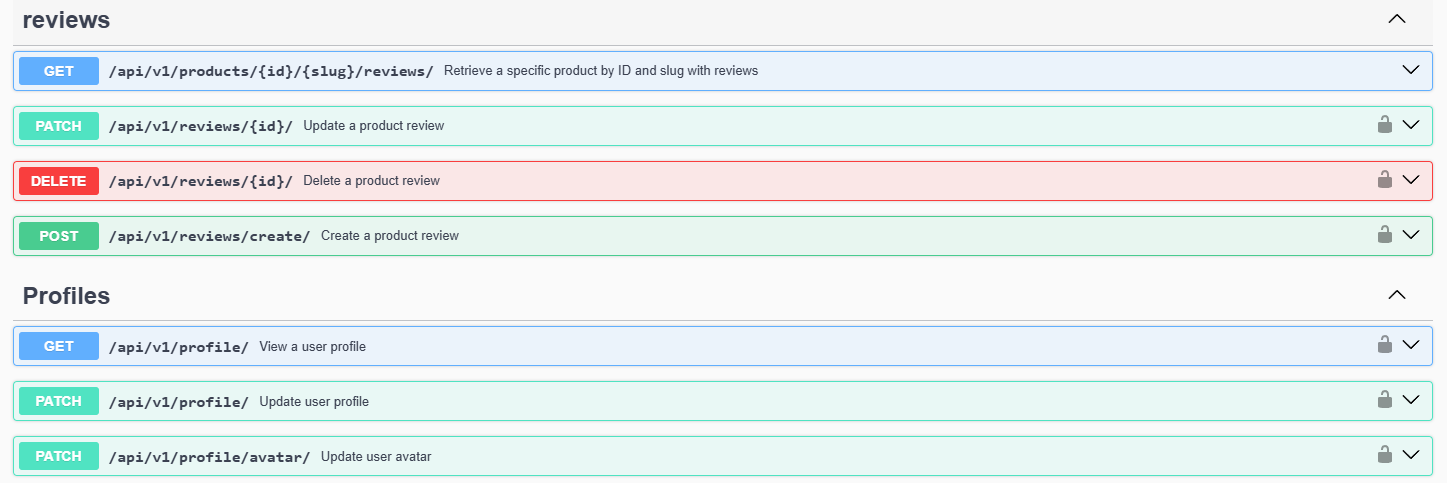 reviews
GET /api/v1/products/{id}/{slug}/reviews/ Retrieve a specific product by ID and slug with reviews
PATCH /api/v1/reviews/{id}/ Update a product review
DELETE /api/v1/reviews/{id}/ Delete a product review
POST /api/v1/reviews/create/ Create a product review
Profiles
GET /api/v1/profile/ View a user profile
PATCH /api/v1/profile/ Update user profile
PATCH /api/v1/profile/avatar/ Update user avatar